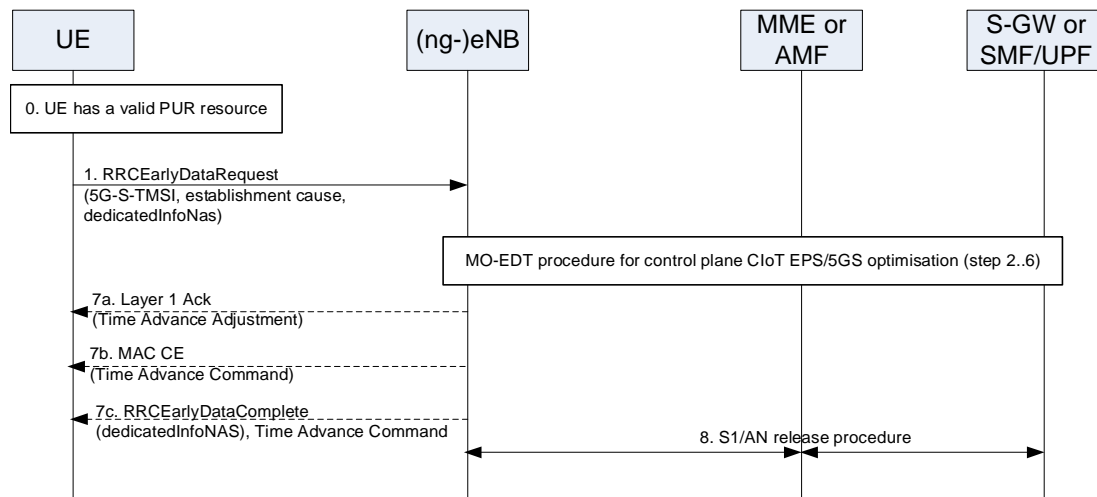 UE
(ng-)eNB
MME or
AMF
S-GW or
SMF/UPF
0. UE has a valid PUR resource
1. RRCEarlyDataRequest
(5G-S-TMSI, establishment cause,
dedicatedInfoNas)
MO-EDT procedure for control plane CIoT EPS/5GS optimisation (step 2..6)
7a. Layer 1 Ack
(Time Advance Adjustment)
7b. MAC CE
(Time Advance Command)
7c. RRCEarlyDataComplete
(dedicatedInfoNAS), Time Advance Command
8. S1/AN release procedure